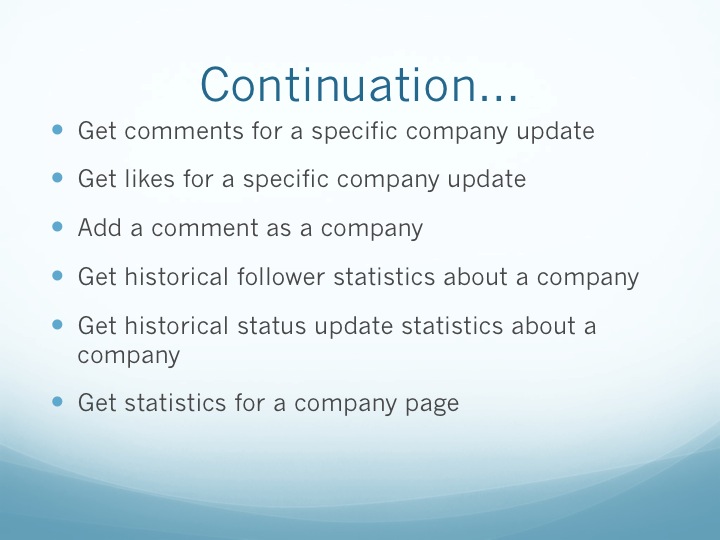 Continuation...
• Get comments for a specific company update
• Get likes for a specific company update
• Add a comment as a company
• Get historical follower statistics about a company
• Get historical status update statistics about a
company
• Get statistics for a company page